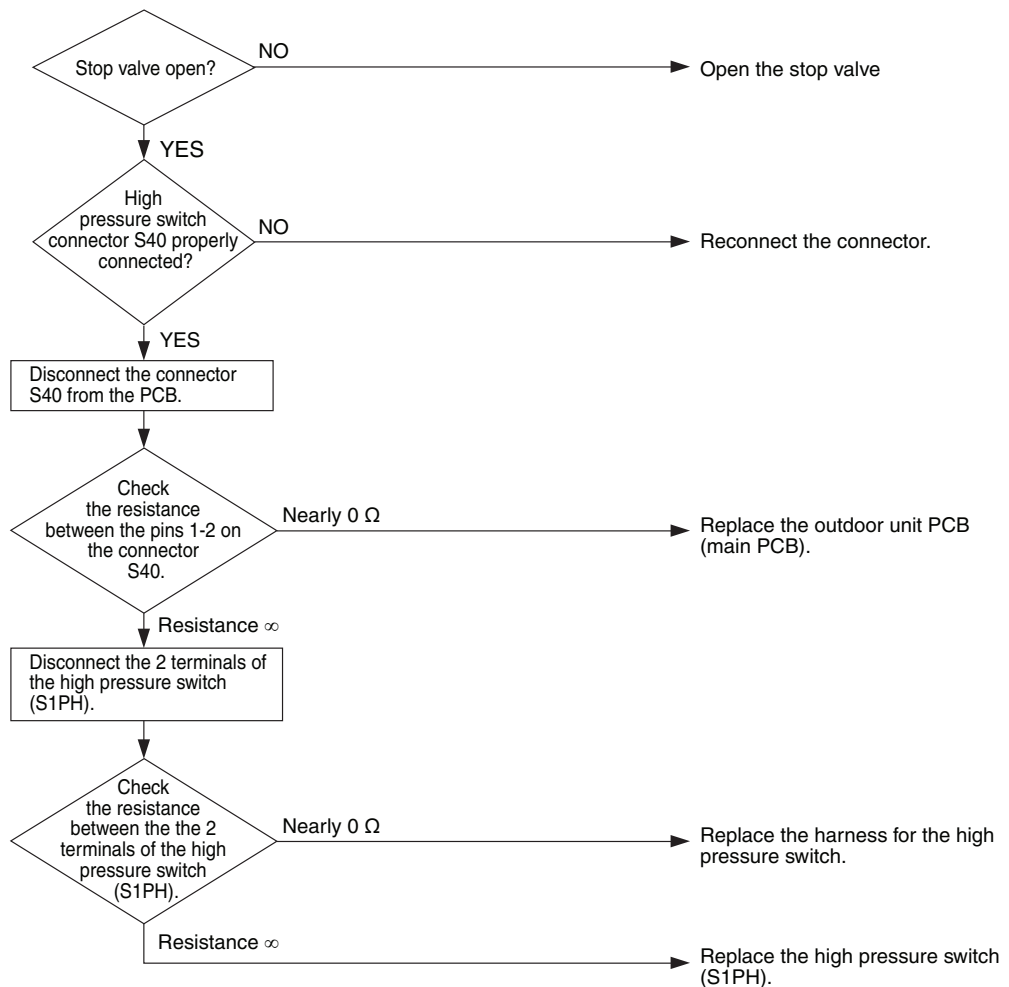 Stop valve open?
NO
Open the stop valve
YES
High
pressure switch
connector S40 properly
connected?
NO
Reconnect the connector.
YES
Disconnect the connector
S40 from the PCB.
Check
the resistance
between the pins 1-2 on
the connector
S40.
Nearly 0 Ω
Replace the outdoor unit PCB
(main PCB).
Resistance ∞
Disconnect the 2 terminals of
the high pressure switch
(S1PH).
Check
the resistance
between the the 2
terminals of the high
pressure switch
(S1PH).
Nearly 0 Ω
Replace the harness for the high
pressure switch.
Resistance ∞
Replace the high pressure switch
(S1PH).